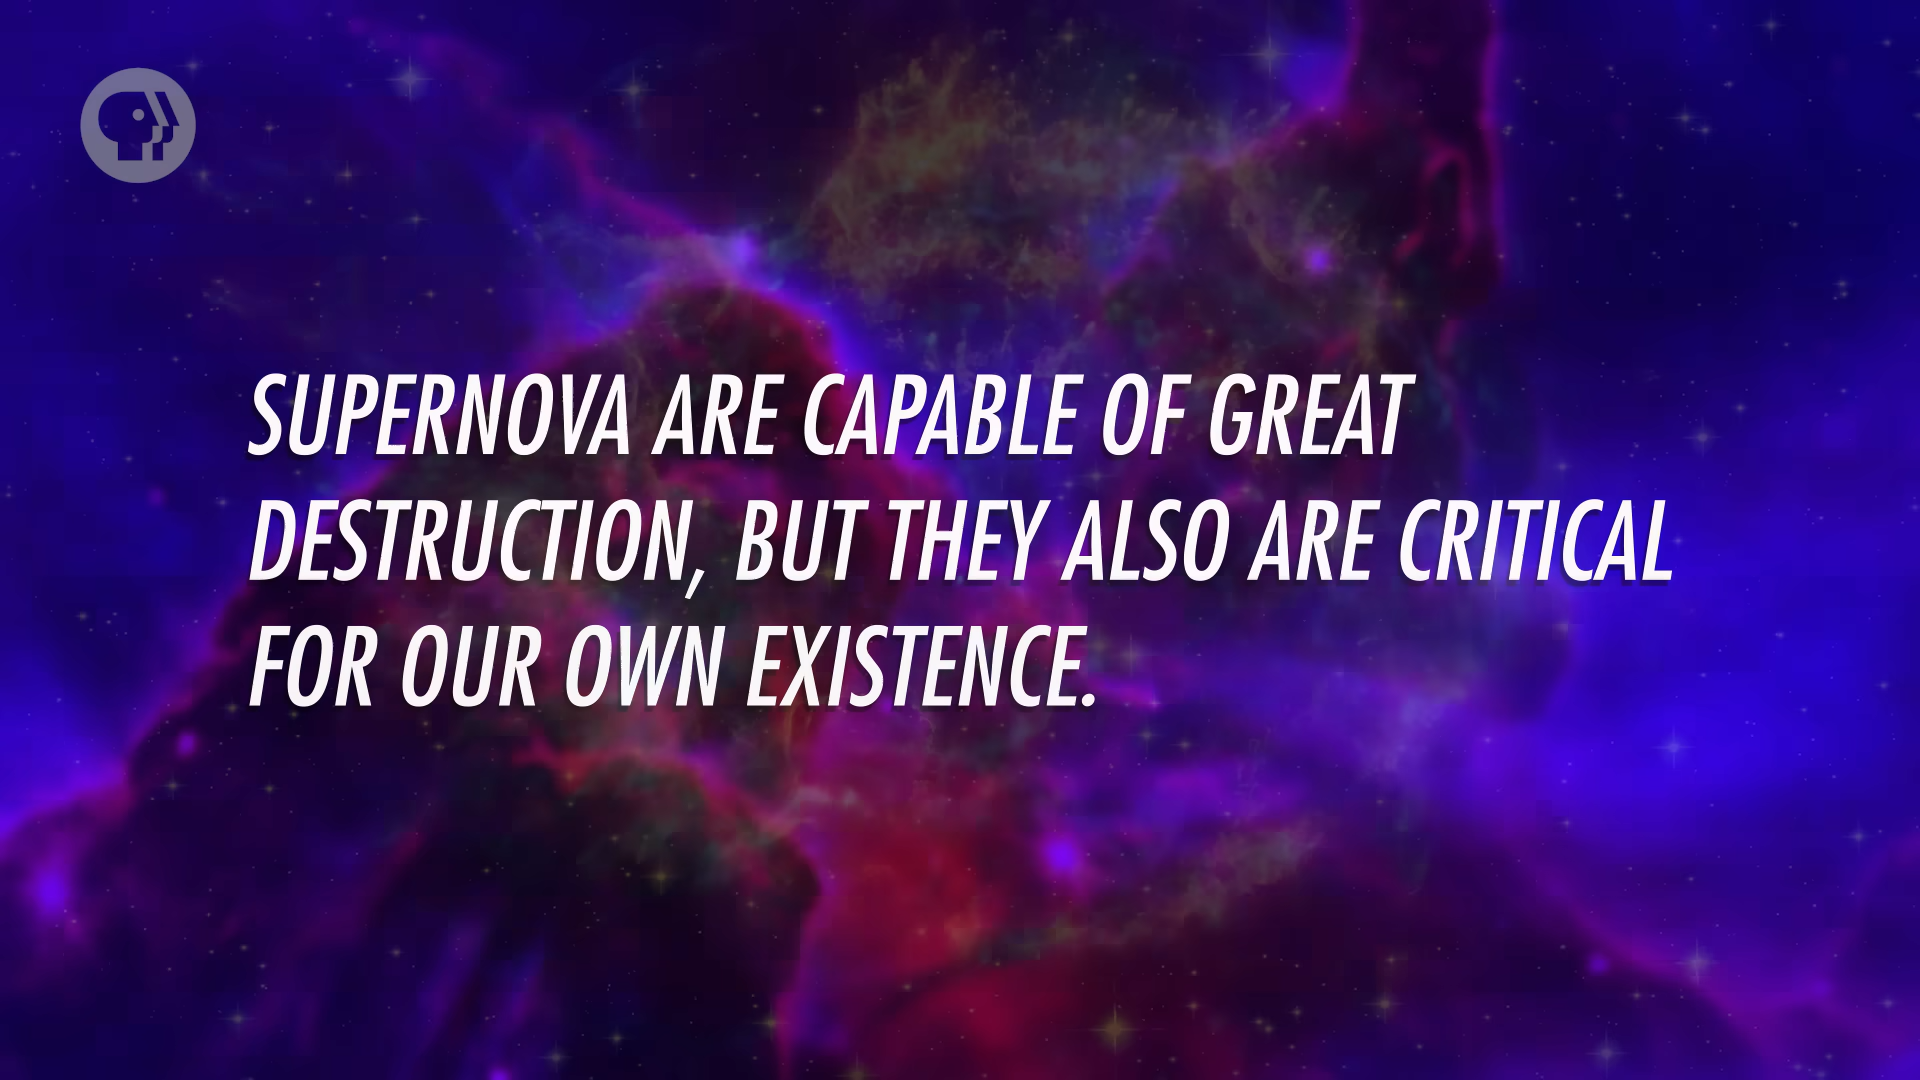 SUPERNOVA ARE CAPABLE OF GREAT
DESTRUCTION, BUT THEY ALSO ARE CRITICAL
FOR OUR OWN EXISTENCE.